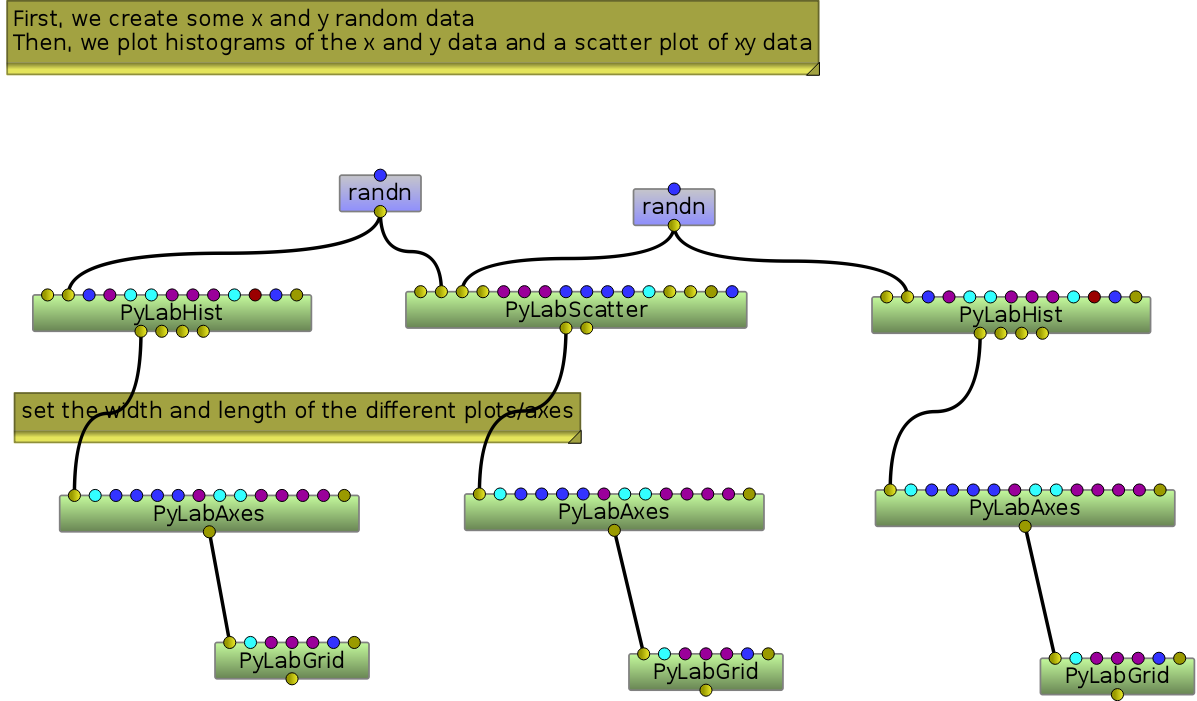 First, we create some x and y random data
Then, we plot histograms of the x and y data and a scatter plot of xy data
randn
randn
PyLabHist
PyLabScatter
PyLabHist
set the width and length of the different plots/axes
PyLabAxes
PyLabAxes
PyLabAxes
PyLabGrid
PyLabGrid
PyLabGrid